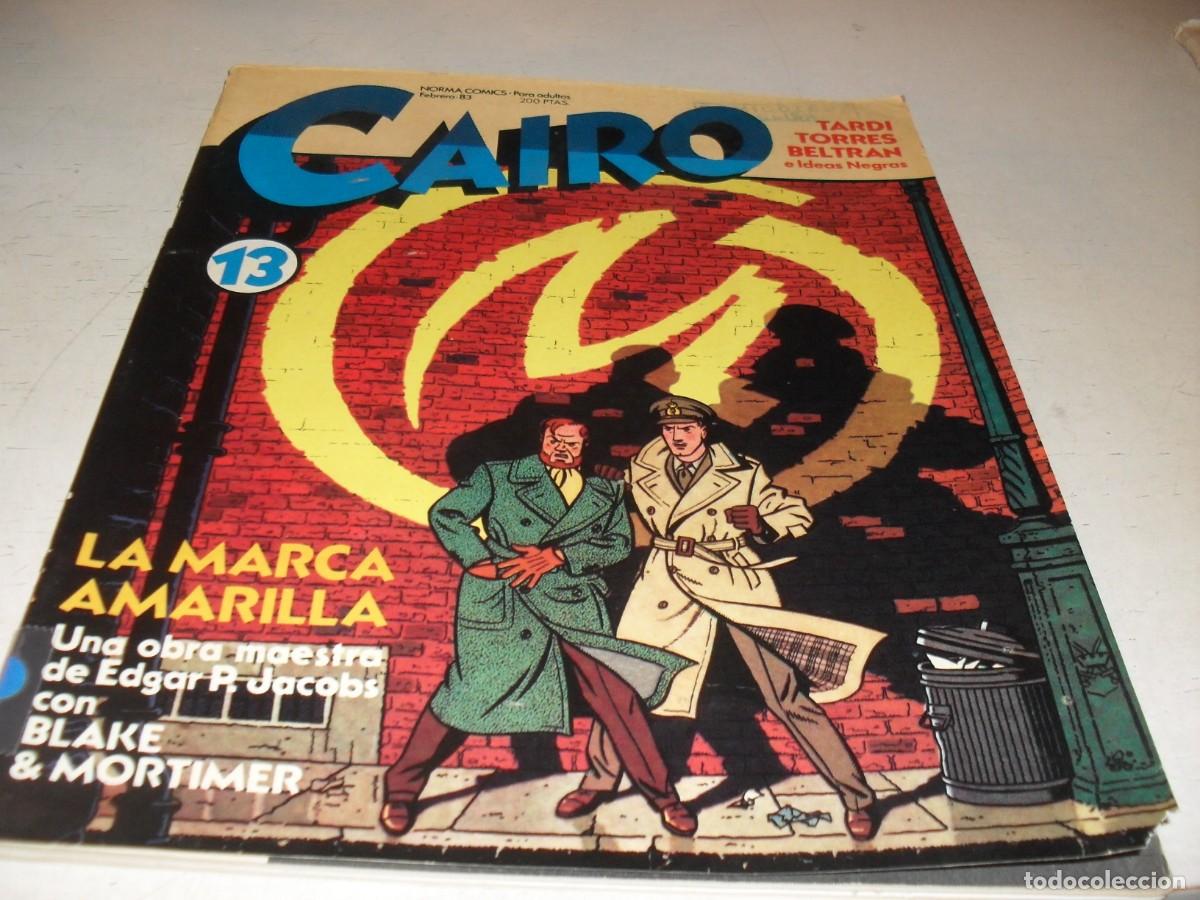 NORMA COMICS • Para adultos
Febrero • 83
200 PTAS.
CAIRO
TARDI
TORRES
BELTRAN
e Ideas Negras
13
LA MARCA
AMARILLA
Una obra maestra
de Edgar P. Jacobs
con
BLAKE
& MORTIMER
todocoleccion